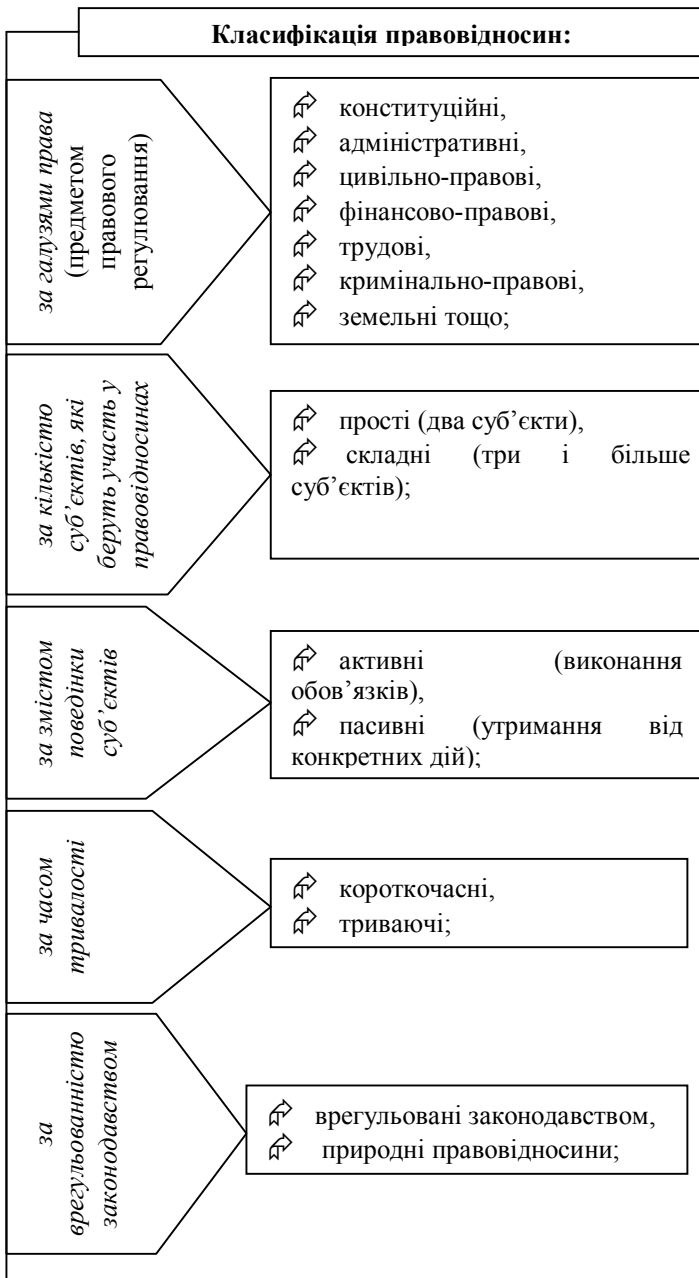 Класифікація правовідносин:
за галузями права
(предметом
правового
регулювання)
конституційні,
адміністративні,
цивільно-правові,
фінансово-правові,
трудові,
кримінально-правові,
земельні тощо;
за кількістю
суб’єктів, які
беруть участь у
правовідносинах
прості (два суб’єкти),
складні (три і більше
суб’єктів);
за змістом
поведінки
суб’єктів
активні (виконання
обов’язків),
пасивні (утримання від
конкретних дій);
за часом
тривалості
короткочасні,
триваючі;
за
врегульованністю
законодавством
врегульовані законодавством,
природні правовідносини;